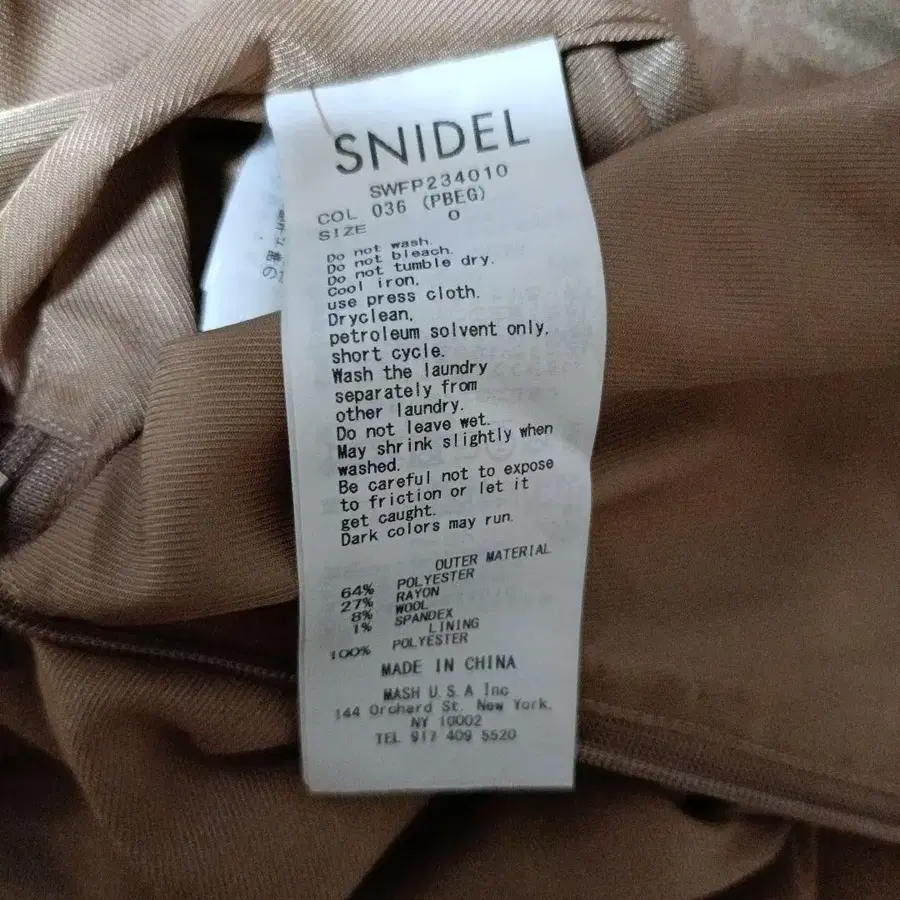 SNIDEL
SWFP234010
COL 036 (PBEG)
SIZE 0
Do not wash.
Do not bleach.
Do not tumble dry.
Cool iron,
use press cloth.
Dryclean,
petroleum solvent only,
short cycle.
Wash the laundry
separately from
other laundry.
Do not leave wet.
May shrink slightly when
washed.
Be careful not to expose
to friction or let it
get caught.
Dark colors may run.
OUTER MATERIAL
64% POLYESTER
27% RAYON
8% WOOL
1% SPANDEX
LINING
100% POLYESTER
MADE IN CHINA
MASH U.S.A Inc
144 Orchard St. New York,
NY 10002
TEL 917 409 5520